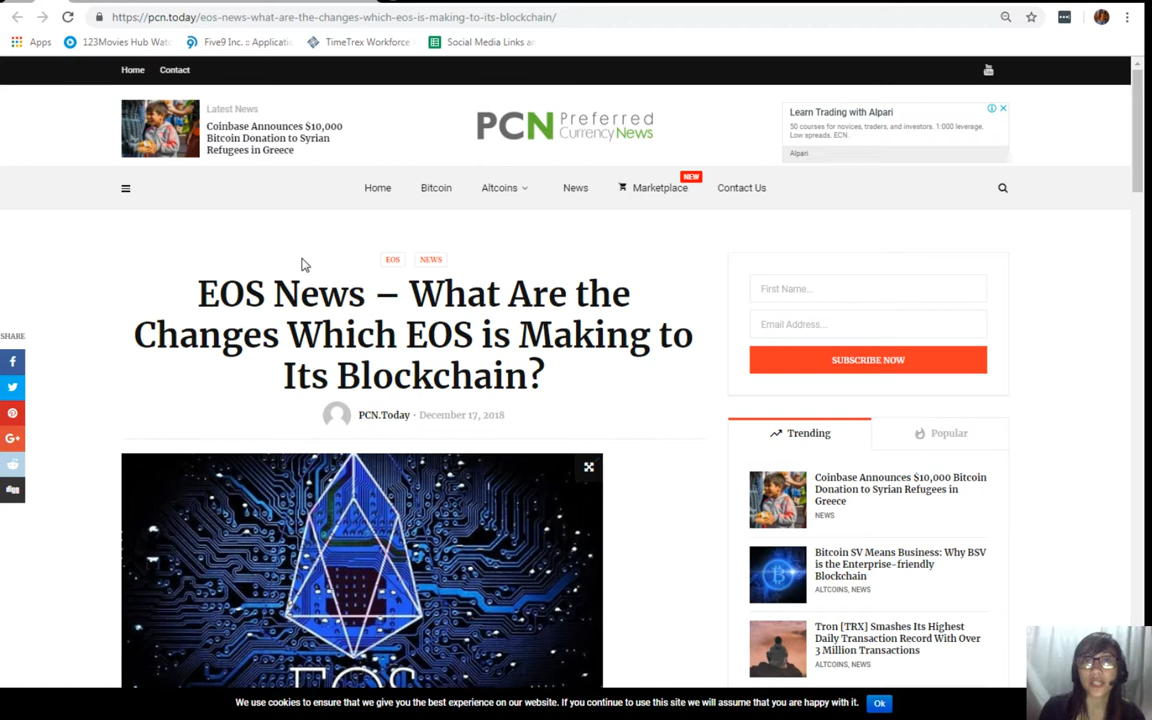 https://pcn.today/eos-news-what-are-the-changes-which-eos-is-making-to-its-blockchain/
Apps
123Movies Hub Wat
Five9 Inc. :: Applicati
TimeTrex Workforce
Social Media Links an
Home
Contact
You
Latest News
Coinbase Announces $10,000
Bitcoin Donation to Syrian
Refugees in Greece
PCN Preferred
Currency News
Learn Trading with Alpari
50 courses for novices, traders, and investors. 1:000 leverage.
Low spreads. ECN.
Alpari
Home
Bitcoin
Altcoins
News
Marketplace
NEW
Contact Us
EOS
NEWS
EOS News – What Are the
Changes Which EOS is Making to
Its Blockchain?
PCN.Today · December 17, 2018
SHARE
digg
EOS
First Name...
Email Address...
SUBSCRIBE NOW
Trending
Popular
Coinbase Announces $10,000 Bitcoin
Donation to Syrian Refugees in
Greece
NEWS
Bitcoin SV Means Business: Why BSV
is the Enterprise-friendly
Blockchain
ALTCOINS, NEWS
Tron [TRX] Smashes Its Highest
Daily Transaction Record With Over
3 Million Transactions
ALTCOINS, NEWS
We use cookies to ensure that we give you the best experience on our website. If you continue to use this site we will assume that you are happy with it.
Ok